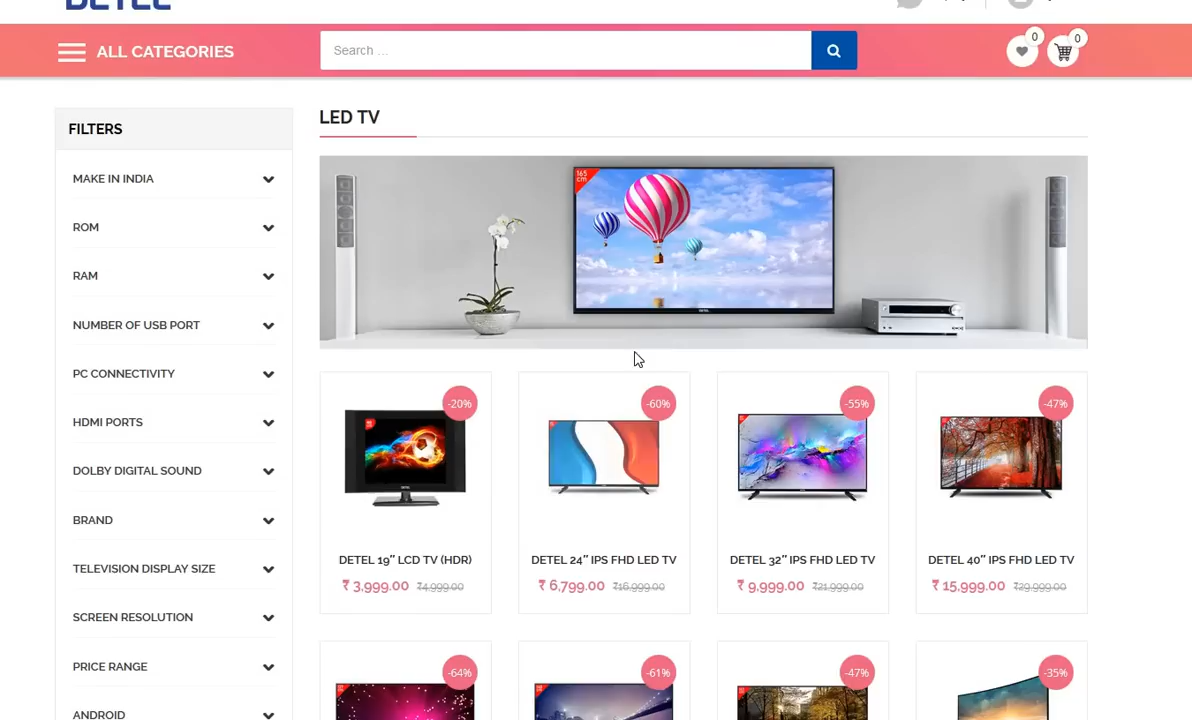 DETEL
ALL CATEGORIES
Search ...
0
0
FILTERS
MAKE IN INDIA
ROM
RAM
NUMBER OF USB PORT
PC CONNECTIVITY
HDMI PORTS
DOLBY DIGITAL SOUND
BRAND
TELEVISION DISPLAY SIZE
SCREEN RESOLUTION
PRICE RANGE
ANDROID
LED TV
165
cm
DETEL
-20%
DETEL 19″ LCD TV (HDR)
₹ 3,999.00 ₹4,999.00
-60%
DETEL 24″ IPS FHD LED TV
₹ 6,799.00 ₹16,999.00
-55%
DETEL 32″ IPS FHD LED TV
₹ 9,999.00 ₹21,999.00
-47%
DETEL 40″ IPS FHD LED TV
₹ 15,999.00 ₹29,999.00
-64%
-61%
-47%
-35%